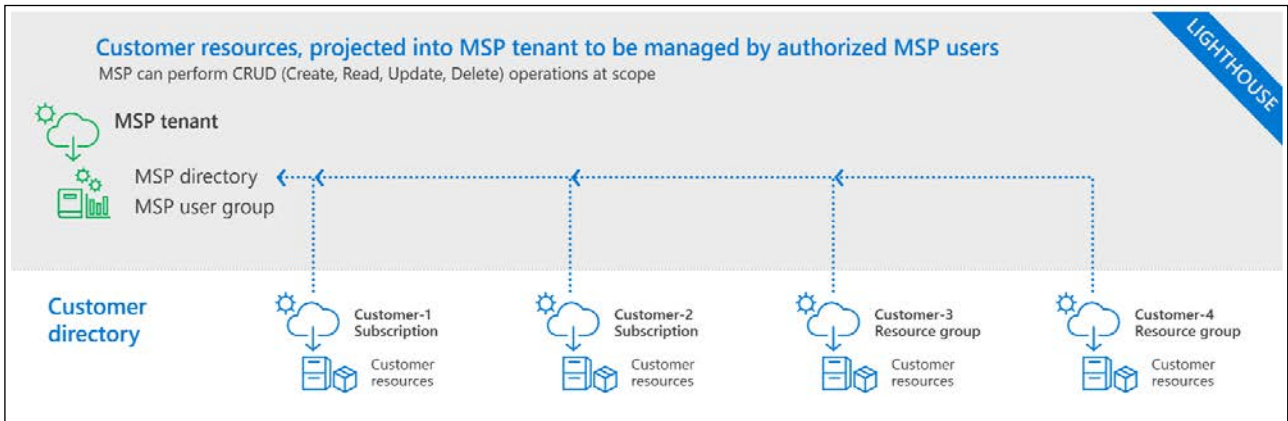 Customer resources, projected into MSP tenant to be managed by authorized MSP users
MSP can perform CRUD (Create, Read, Update, Delete) operations at scope
LIGHTHOUSE
MSP tenant
MSP directory
MSP user group
Customer
directory
Customer-1
Subscription
Customer
resources
Customer-2
Subscription
Customer
resources
Customer-3
Resource group
Customer
resources
Customer-4
Resource group
Customer
resources